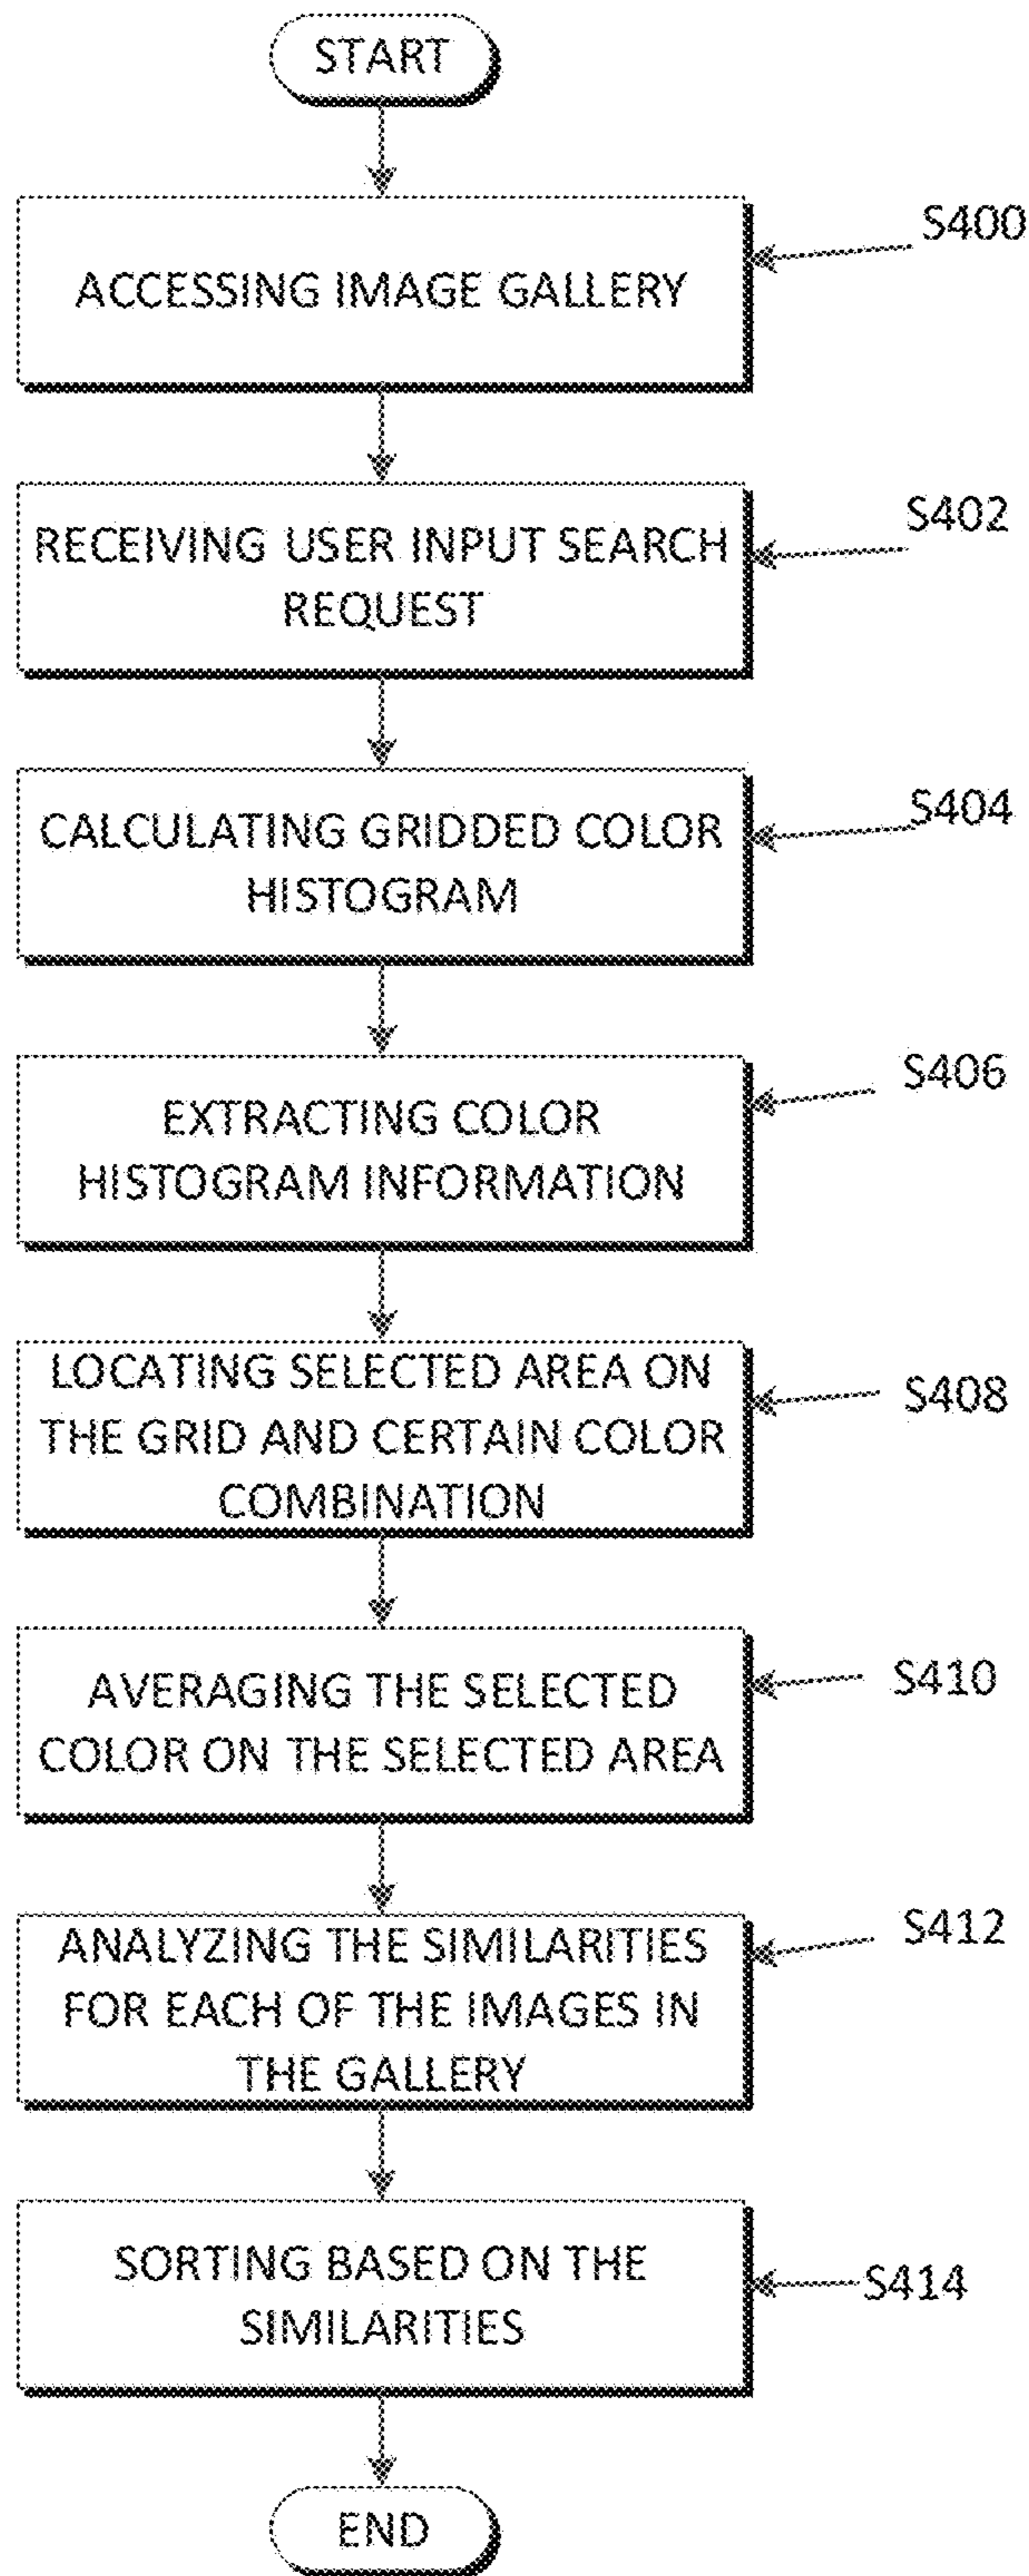 START
ACCESSING IMAGE GALLERY
S400
RECEIVING USER INPUT SEARCH
REQUEST
S402
CALCULATING GRIDDED COLOR
HISTOGRAM
S404
EXTRACTING COLOR
HISTOGRAM INFORMATION
S406
LOCATING SELECTED AREA ON
THE GRID AND CERTAIN COLOR
COMBINATION
S408
AVERAGING THE SELECTED
COLOR ON THE SELECTED AREA
S410
ANALYZING THE SIMILARITIES
FOR EACH OF THE IMAGES IN
THE GALLERY
S412
SORTING BASED ON THE
SIMILARITIES
S414
END